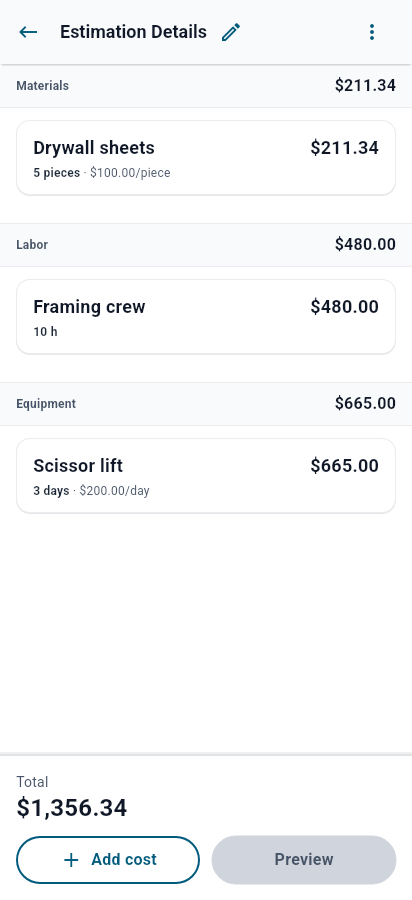 Estimation Details
Materials $211.34
Drywall sheets $211.34
5 pieces · $100.00/piece
Labor $480.00
Framing crew $480.00
10 h
Equipment $665.00
Scissor lift $665.00
3 days · $200.00/day
Total
$1,356.34
Add cost Preview